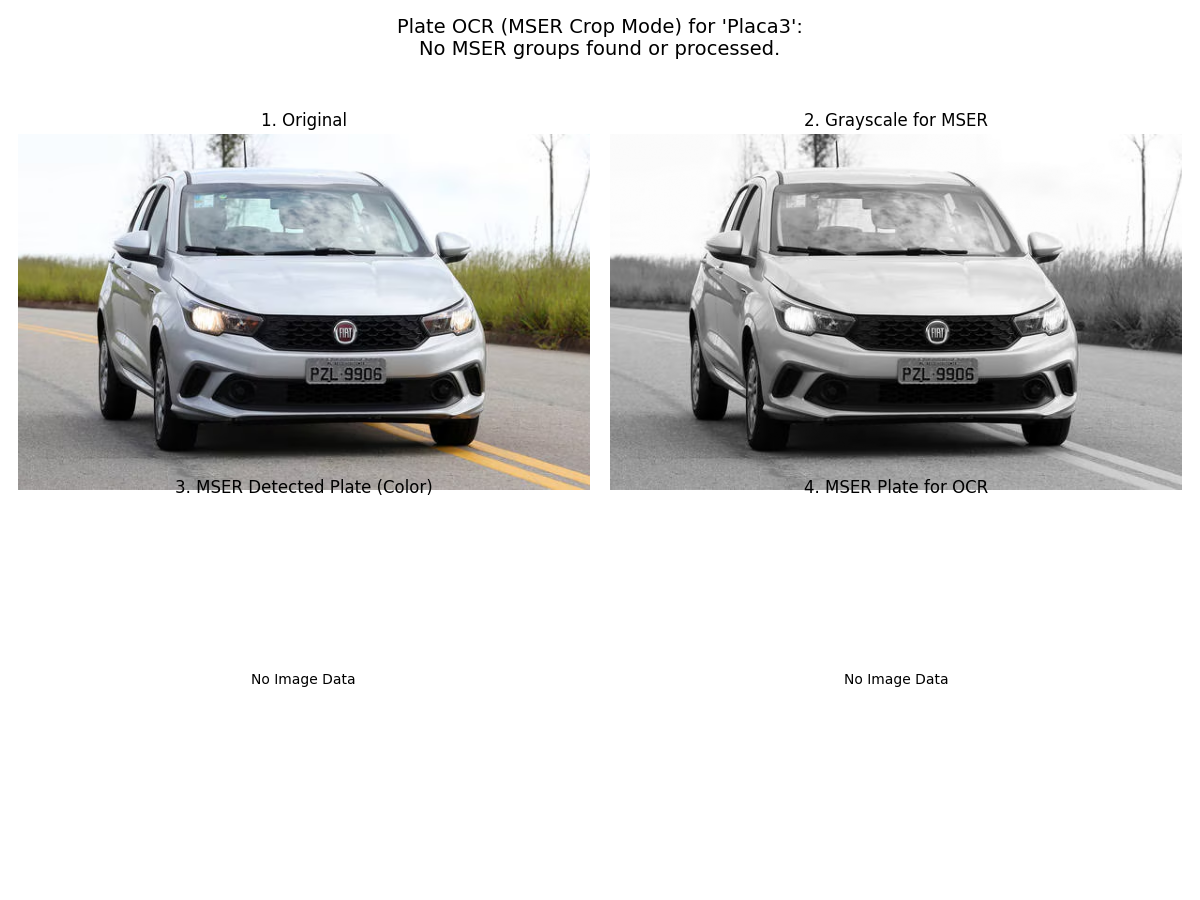 Plate OCR (MSER Crop Mode) for 'Placa3':
No MSER groups found or processed.
1. Original
2. Grayscale for MSER
FIAT
PZL·9906
FIAT
PZL·9906
3. MSER Detected Plate (Color)
4. MSER Plate for OCR
No Image Data
No Image Data